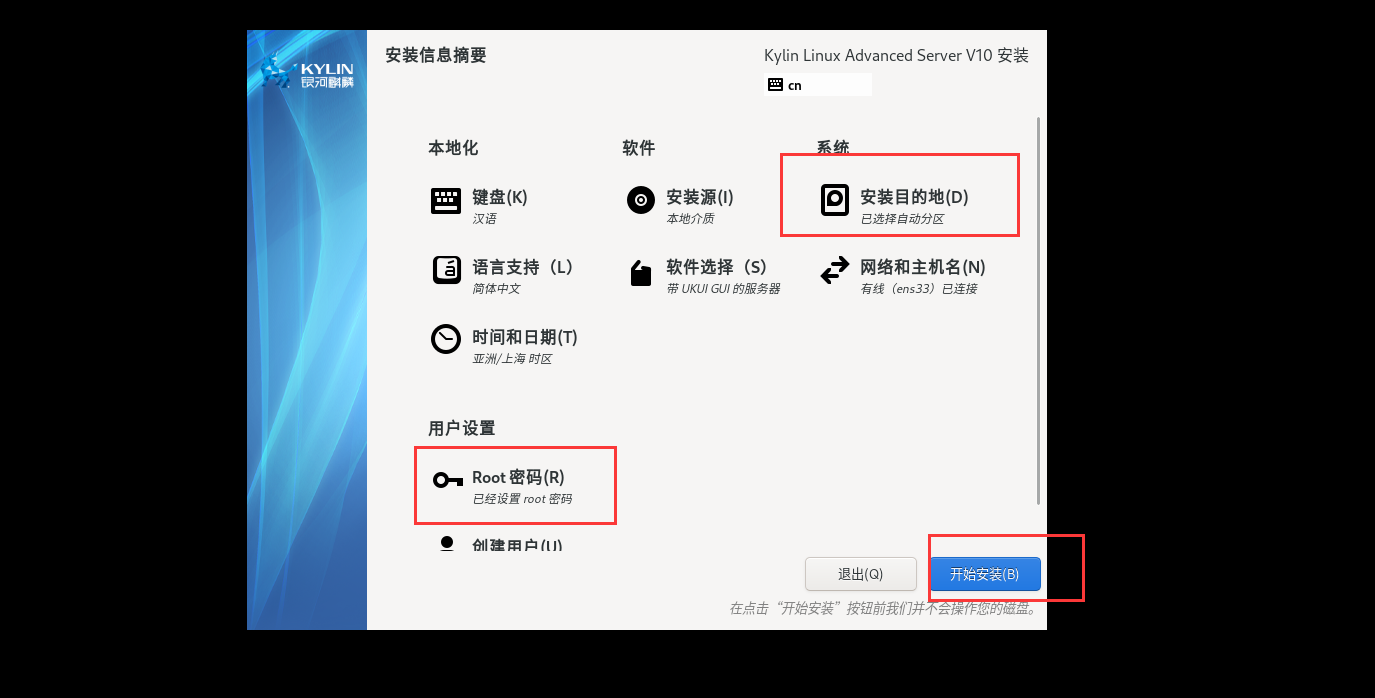 KYLIN
银河麒麟
安装信息摘要
Kylin Linux Advanced Server V10 安装
cn
本地化
软件
系统
键盘(K)
汉语
安装源(I)
本地介质
安装目的地(D)
已选择自动分区
语言支持（L）
简体中文
软件选择（S）
带 UKUI GUI 的服务器
网络和主机名(N)
有线（ens33）已连接
时间和日期(T)
亚洲/上海 时区
用户设置
Root 密码(R)
已经设置 root 密码
创建用户(U)
退出(Q)
开始安装(B)
在点击“开始安装”按钮前我们并不会操作您的磁盘。